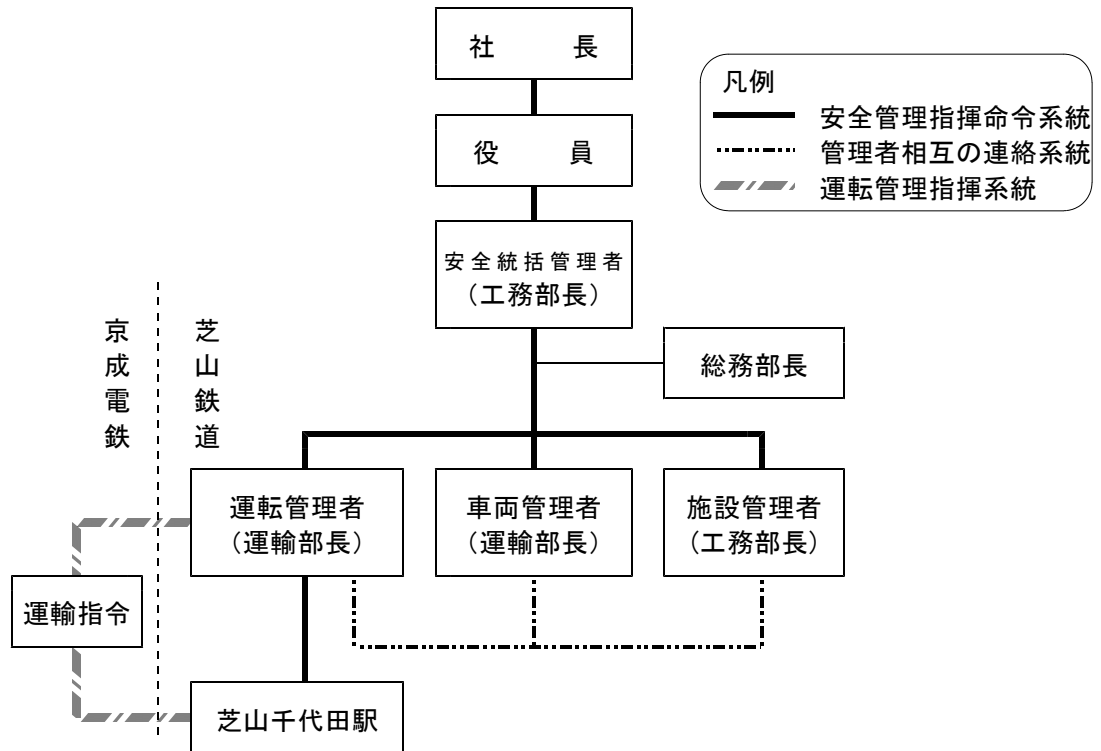 社　　長
凡例
安全管理指揮命令系統
管理者相互の連絡系統
運転管理指揮系統
役　　員
安全統括管理者
（工務部長）
京成電鉄
芝山鉄道
総務部長
運転管理者
（運輸部長）
車両管理者
（運輸部長）
施設管理者
（工務部長）
運輸指令
芝山千代田駅